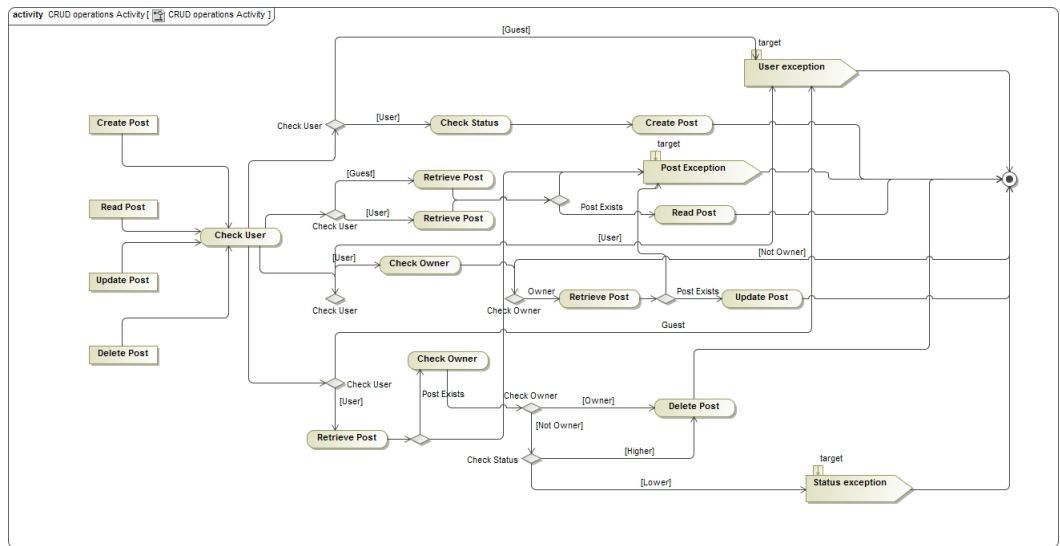 activity CRUD operations Activity [ CRUD operations Activity ]
[Guest]
target
User exception
Create Post
Check User
[User]
Check Status
Create Post
target
Post Exception
[Guest]
Retrieve Post
Read Post
Check User
[User]
Retrieve Post
Check User
Post Exists
Read Post
[User]
[Not Owner]
[User]
Check Owner
Update Post
Check User
Check Owner
Owner
Retrieve Post
Post Exists
Update Post
Guest
Delete Post
Check Owner
Check User
Post Exists
[User]
Check Owner
[Owner]
Delete Post
[Not Owner]
Retrieve Post
Check Status
[Higher]
target
[Lower]
Status exception